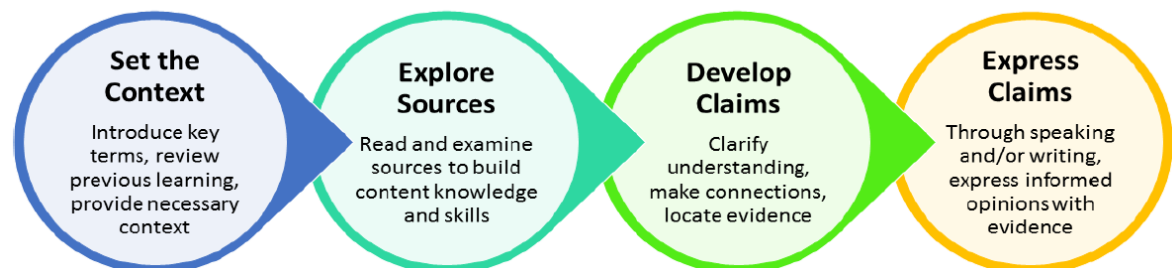 Set the
Context
Introduce key
terms, review
previous learning,
provide necessary
context
Explore
Sources
Read and examine
sources to build
content knowledge
and skills
Develop
Claims
Clarify
understanding,
make connections,
locate evidence
Express
Claims
Through speaking
and/or writing,
express informed
opinions with
evidence